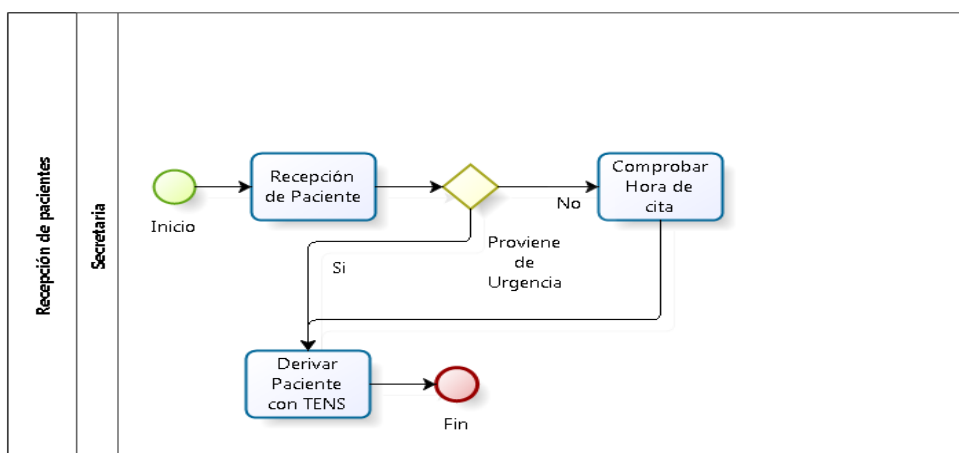 Recepción de pacientes
Secretaria
Inicio
Recepción
de Paciente
Proviene
de
Urgencia
No
Comprobar
Hora de
cita
Si
Derivar
Paciente
con TENS
Fin